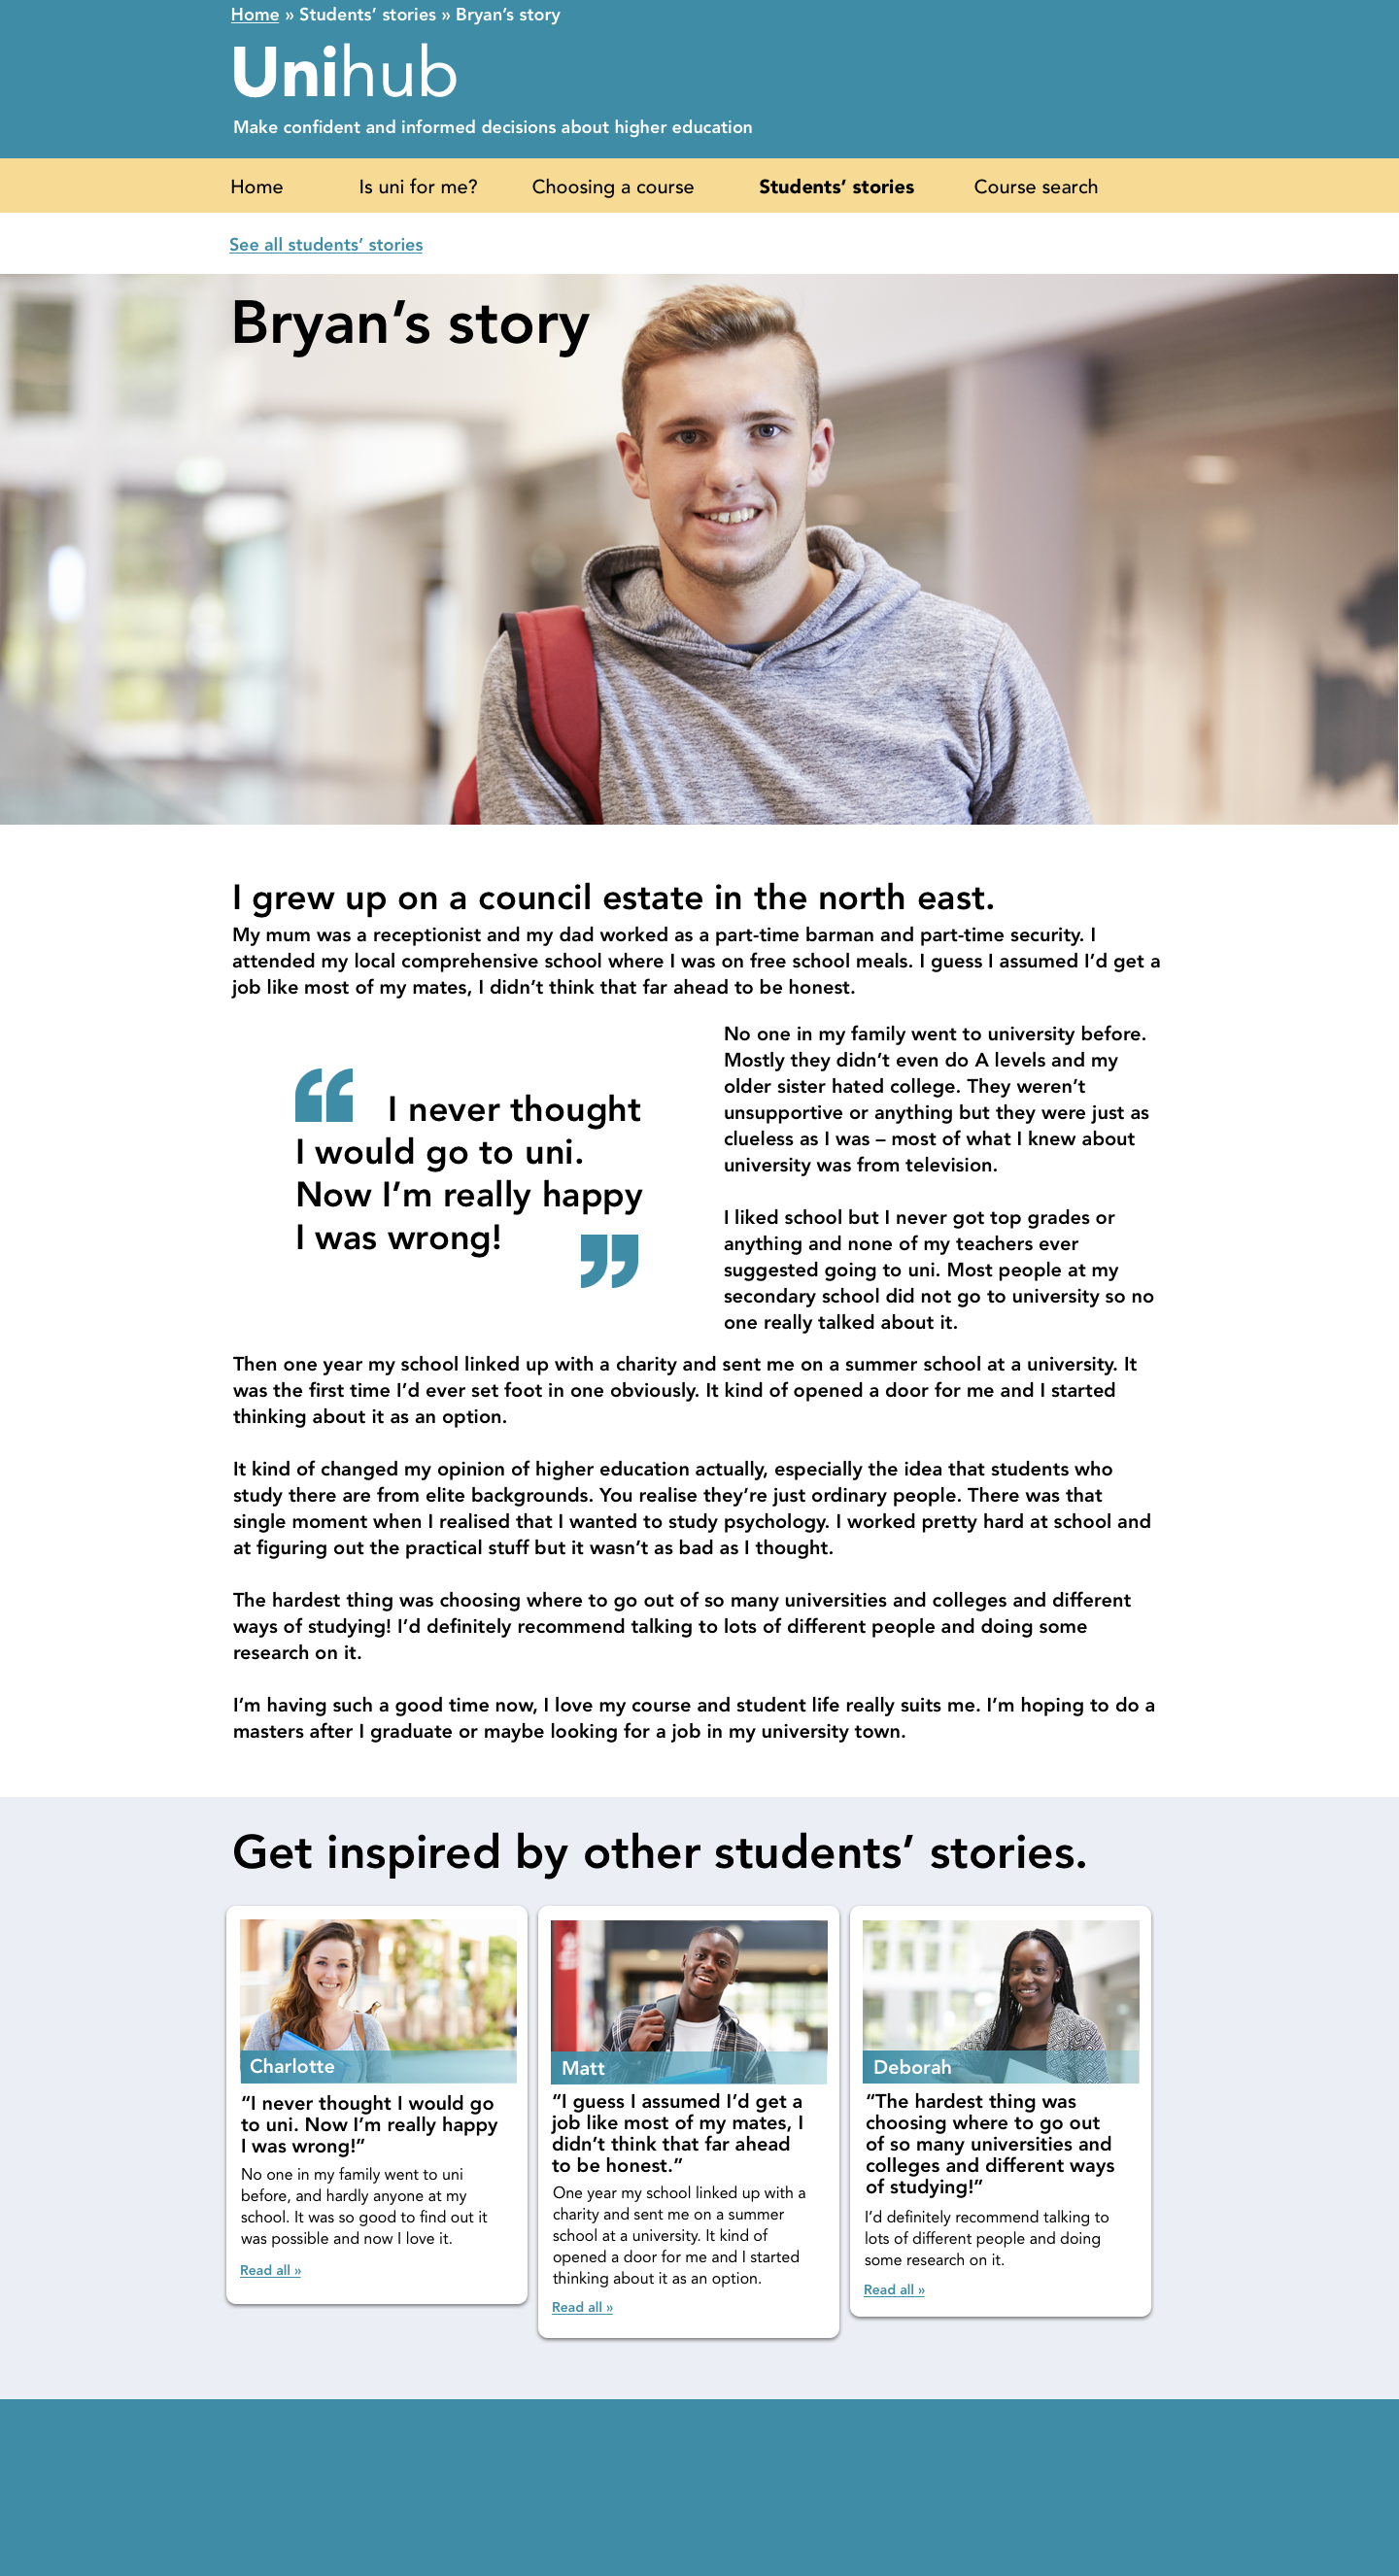 Home » Students’ stories » Bryan’s story
Unihub
Make confident and informed decisions about higher education
Home Is uni for me? Choosing a course Students’ stories Course search
See all students’ stories
Bryan’s story
I grew up on a council estate in the north east.
My mum was a receptionist and my dad worked as a part-time barman and part-time security. I
attended my local comprehensive school where I was on free school meals. I guess I assumed I’d get a
job like most of my mates, I didn’t think that far ahead to be honest.
“ I never thought
I would go to uni.
Now I’m really happy
I was wrong! ”
No one in my family went to university before.
Mostly they didn’t even do A levels and my
older sister hated college. They weren’t
unsupportive or anything but they were just as
clueless as I was – most of what I knew about
university was from television.
I liked school but I never got top grades or
anything and none of my teachers ever
suggested going to uni. Most people at my
secondary school did not go to university so no
one really talked about it.
Then one year my school linked up with a charity and sent me on a summer school at a university. It
was the first time I’d ever set foot in one obviously. It kind of opened a door for me and I started
thinking about it as an option.
It kind of changed my opinion of higher education actually, especially the idea that students who
study there are from elite backgrounds. You realise they’re just ordinary people. There was that
single moment when I realised that I wanted to study psychology. I worked pretty hard at school and
at figuring out the practical stuff but it wasn’t as bad as I thought.
The hardest thing was choosing where to go out of so many universities and colleges and different
ways of studying! I’d definitely recommend talking to lots of different people and doing some
research on it.
I’m having such a good time now, I love my course and student life really suits me. I’m hoping to do a
masters after I graduate or maybe looking for a job in my university town.
Get inspired by other students’ stories.
Charlotte
“I never thought I would go
to uni. Now I’m really happy
I was wrong!”
No one in my family went to uni
before, and hardly anyone at my
school. It was so good to find out it
was possible and now I love it.
Read all »
Matt
“I guess I assumed I’d get a
job like most of my mates, I
didn’t think that far ahead
to be honest.”
One year my school linked up with a
charity and sent me on a summer
school at a university. It kind of
opened a door for me and I started
thinking about it as an option.
Read all »
Deborah
“The hardest thing was
choosing where to go out
of so many universities and
colleges and different ways
of studying!”
I’d definitely recommend talking to
lots of different people and doing
some research on it.
Read all »